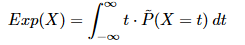 Exp(X) = ∫_{-∞}^{∞} t · P̃(X = t) dt